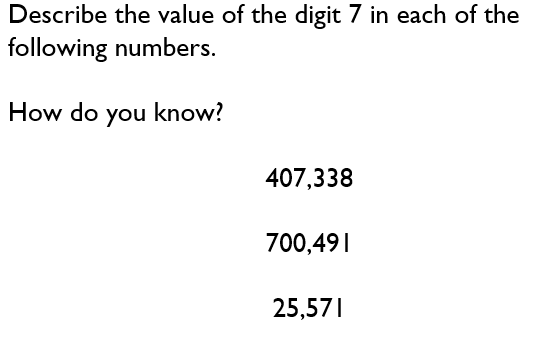 Describe the value of the digit 7 in each of the
following numbers.
How do you know?
407,338
700,491
25,571